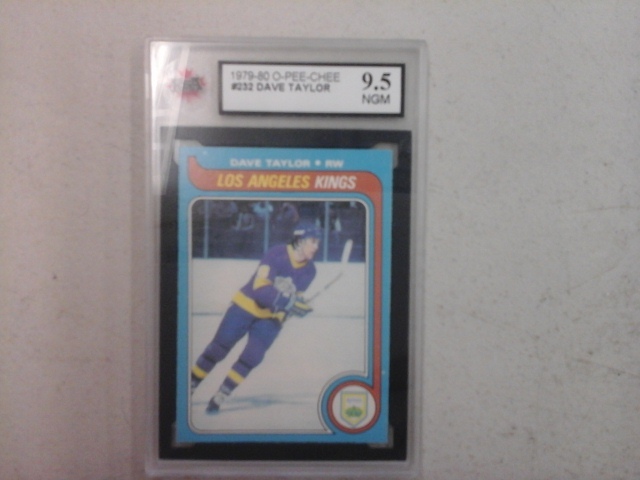 1979-80 O-PEE-CHEE
#232 DAVE TAYLOR
9.5
NGM
DAVE TAYLOR • RW
LOS ANGELES KINGS